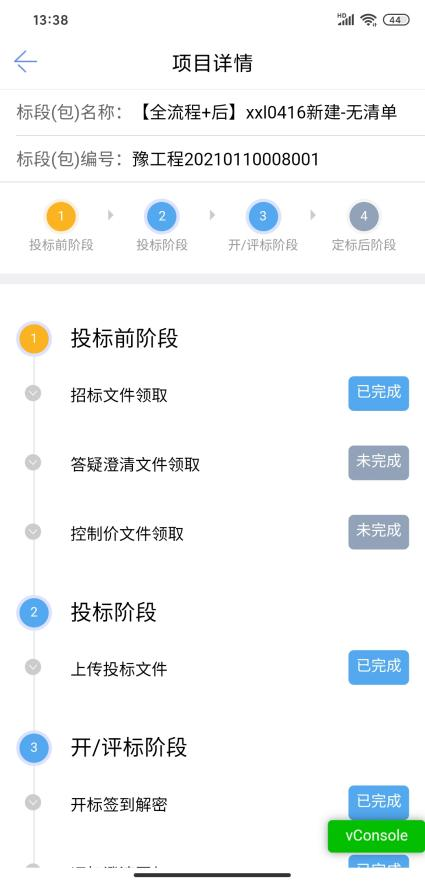 13:38
HD
44
项目详情
标段(包)名称：【全流程+后】xxl0416新建-无清单
标段(包)编号：豫工程20210110008001
1 2 3 4
投标前阶段 投标阶段 开/评标阶段 定标后阶段
1 投标前阶段
招标文件领取 已完成
答疑澄清文件领取 未完成
控制价文件领取 未完成
2 投标阶段
上传投标文件 已完成
3 开/评标阶段
开标签到解密 已完成
vConsole